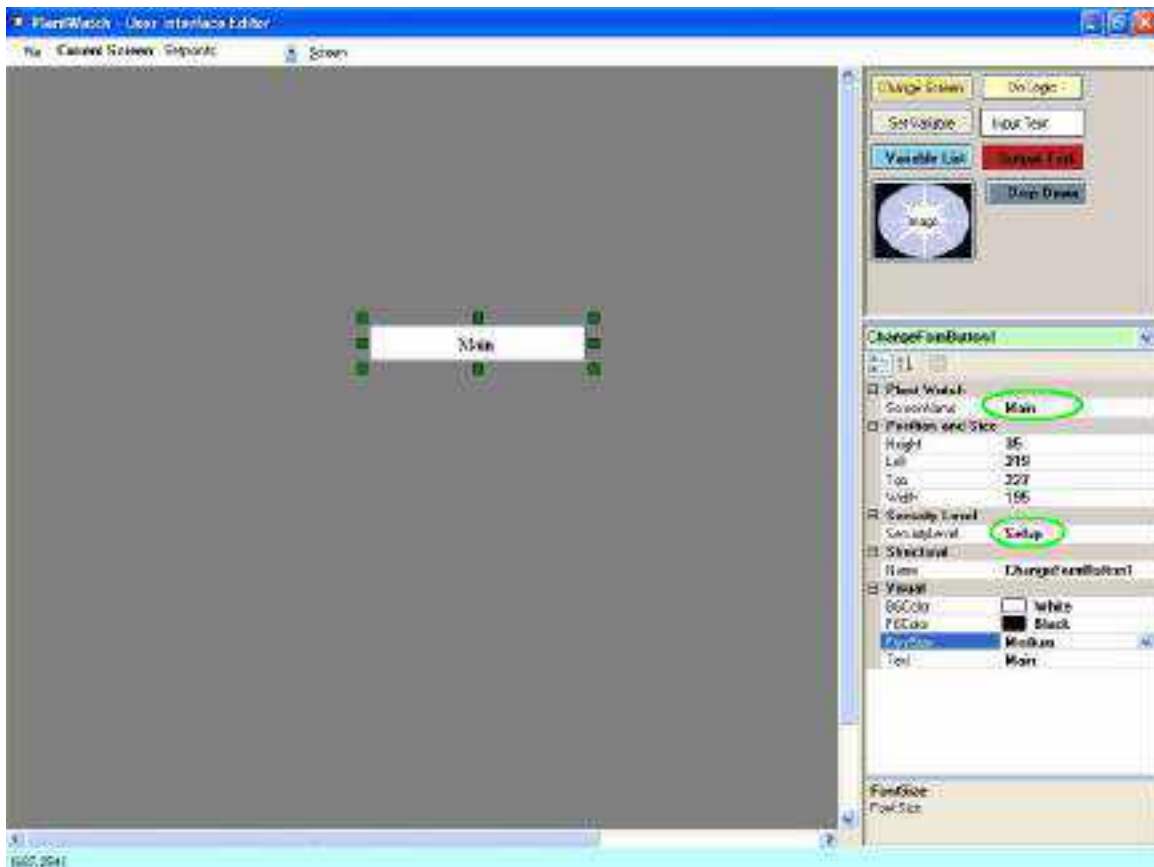 PlantWatch - User Interface Editor
File Current Screen: Setpoints Screen
Change Screen
Do Logic
Set Variable
Input Text
Variable List
Output Text
Image
Drop Down
Main
ChangeFormButton1
Plant Watch
ScreenName Main
Position and Size
Height 35
Left 319
Top 227
Width 195
Security Level
SecurityLevel Setup
Structural
Name ChangeFormButton1
Visual
BGColor White
FGColor Black
FontSize Medium
Text Main
FontSize
FontSize